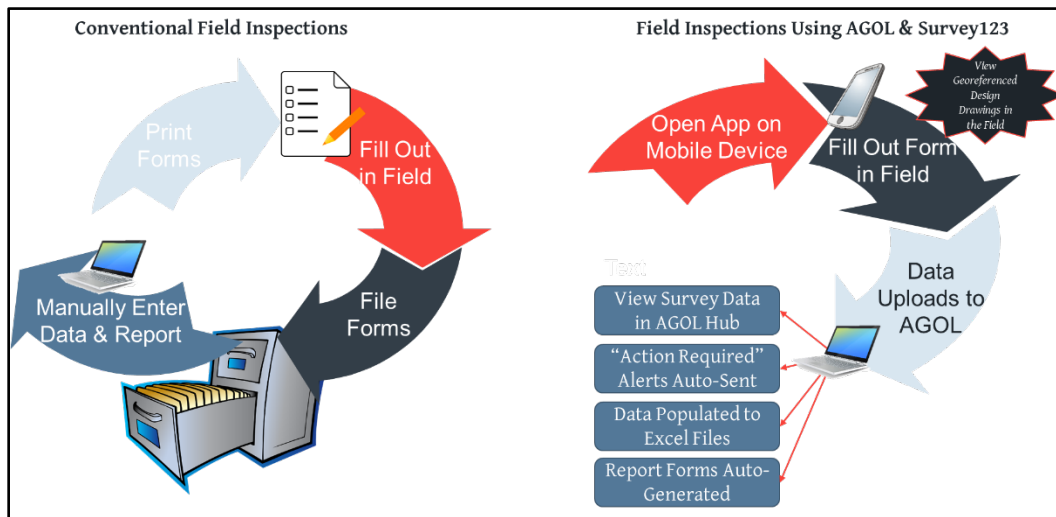 Conventional Field Inspections
Print
Forms
Fill Out
in Field
File
Forms
Manually Enter
Data & Report
Field Inspections Using AGOL & Survey123
Open App on
Mobile Device
View
Georeferenced
Design
Drawings in
the Field
Fill Out Form
in Field
Data
Uploads to
AGOL
Text
View Survey Data
in AGOL Hub
“Action Required”
Alerts Auto-Sent
Data Populated to
Excel Files
Report Forms Auto-
Generated